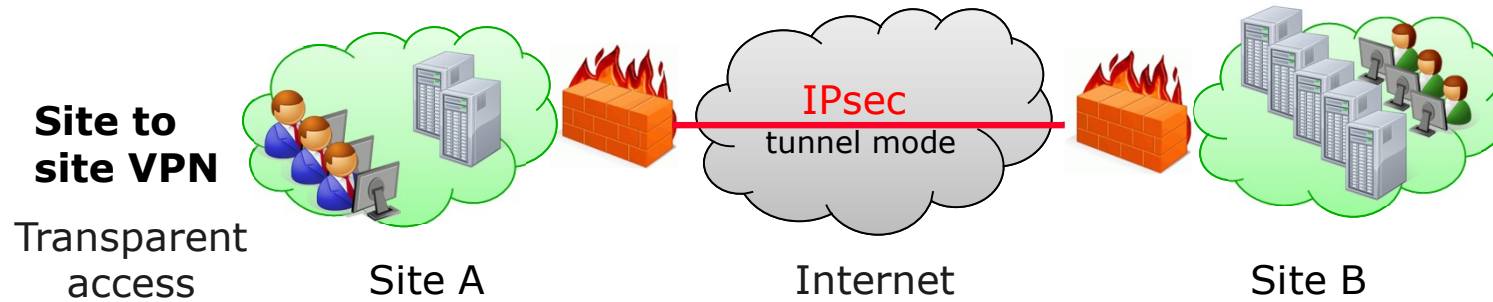 Site to
site VPN
Transparent
access
Site A
IPsec
tunnel mode
Internet
Site B